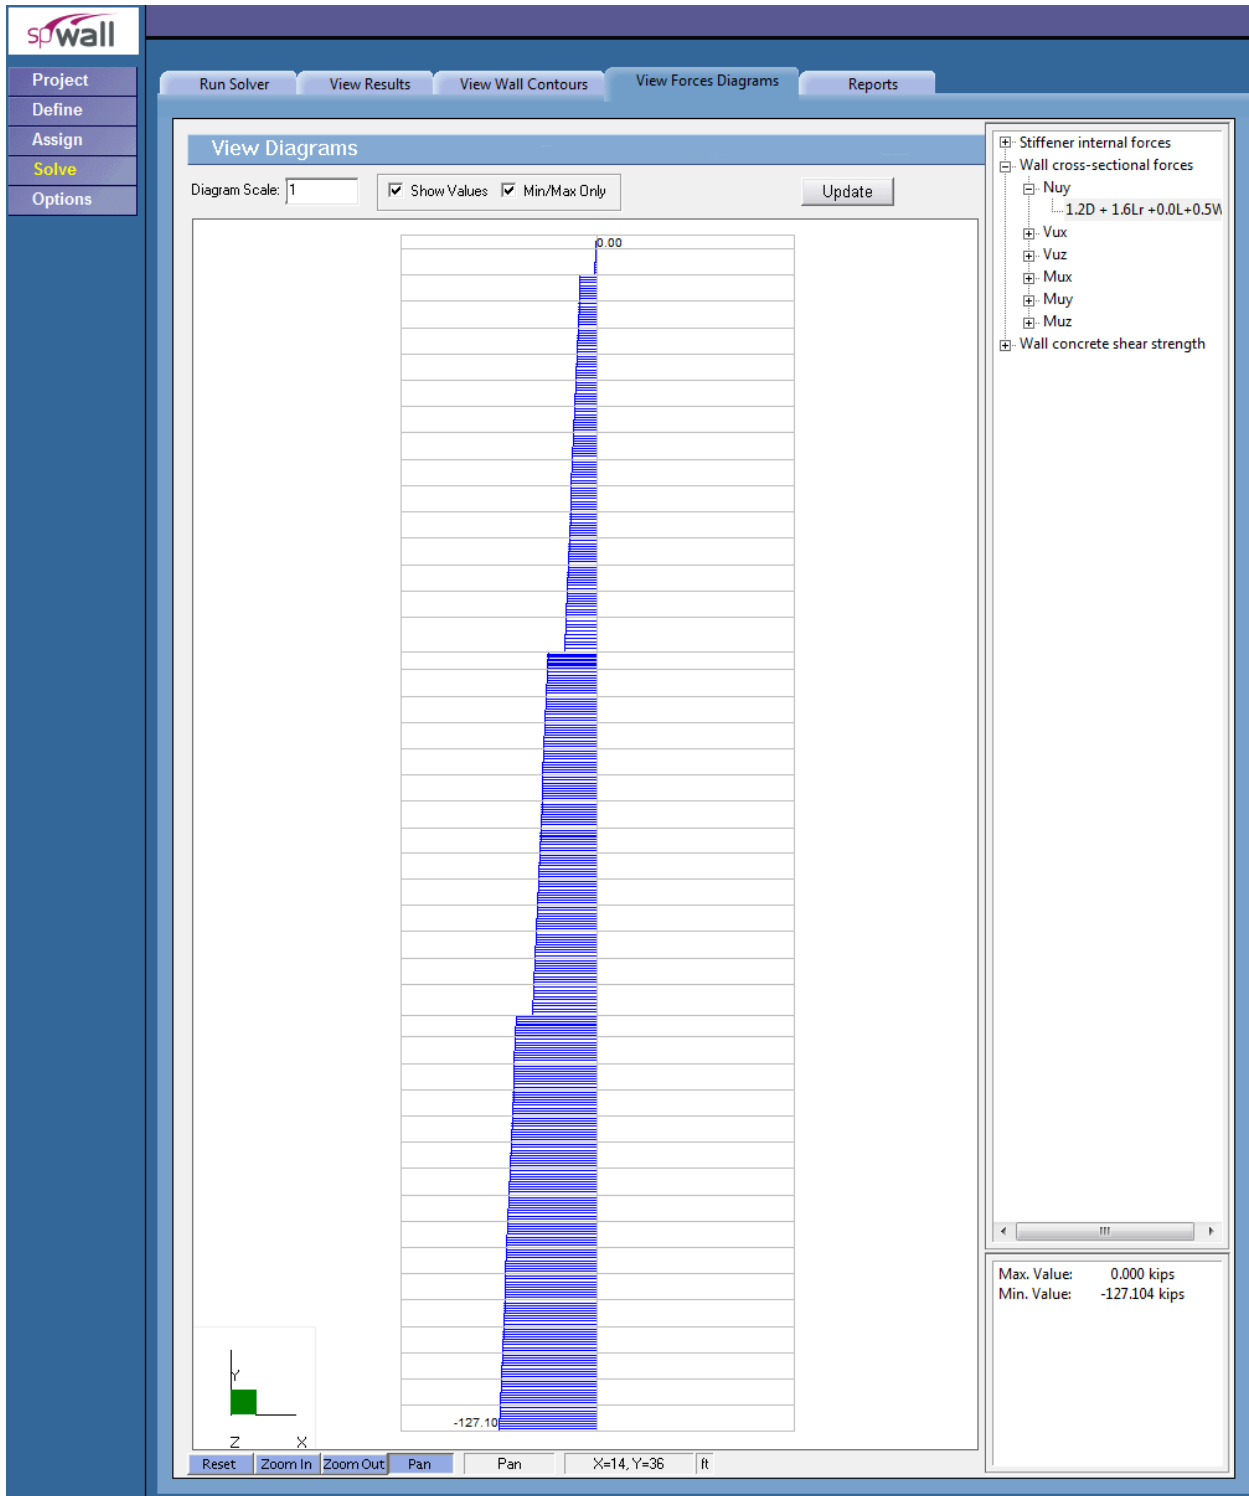 spwall
Project
Define
Assign
Solve
Options
Run Solver
View Results
View Wall Contours
View Forces Diagrams
Reports
View Diagrams
Diagram Scale: 1
Show Values
Min/Max Only
Update
0.00
-127.10
Y
Z X
Reset
Zoom In
Zoom Out
Pan
Pan
X=14, Y=36
ft
Stiffener internal forces
Wall cross-sectional forces
Nuy
1.2D + 1.6Lr +0.0L+0.5W
Vux
Vuz
Mux
Muy
Muz
Wall concrete shear strength
Max. Value: 0.000 kips
Min. Value: -127.104 kips